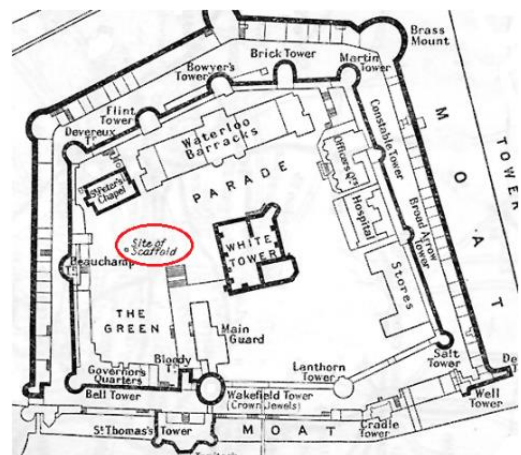 Brass
Mount
Brick Tower
Martin
Tower
Bowyer's
Tower
Flint
Tower
Devereux
Tr.
Waterloo
Barracks
Constable Tower
M O A T
TOWER
Officers Qrs
St Peter's
Chapel
PARADE
Hospital
Broad Arrow
Tower
Site of
Scaffold
WHITE
TOWER
Beauchamp
Tr.
Stores
THE
GREEN
Main
Guard
Bloody
Tr.
Salt
Tower
Governor's
Quarters
Lanthorn
Tower
Bell Tower
Wakefield Tower
(Crown Jewels)
Well
Tower
Cradle
Tower
St Thomas's Tower
MOAT